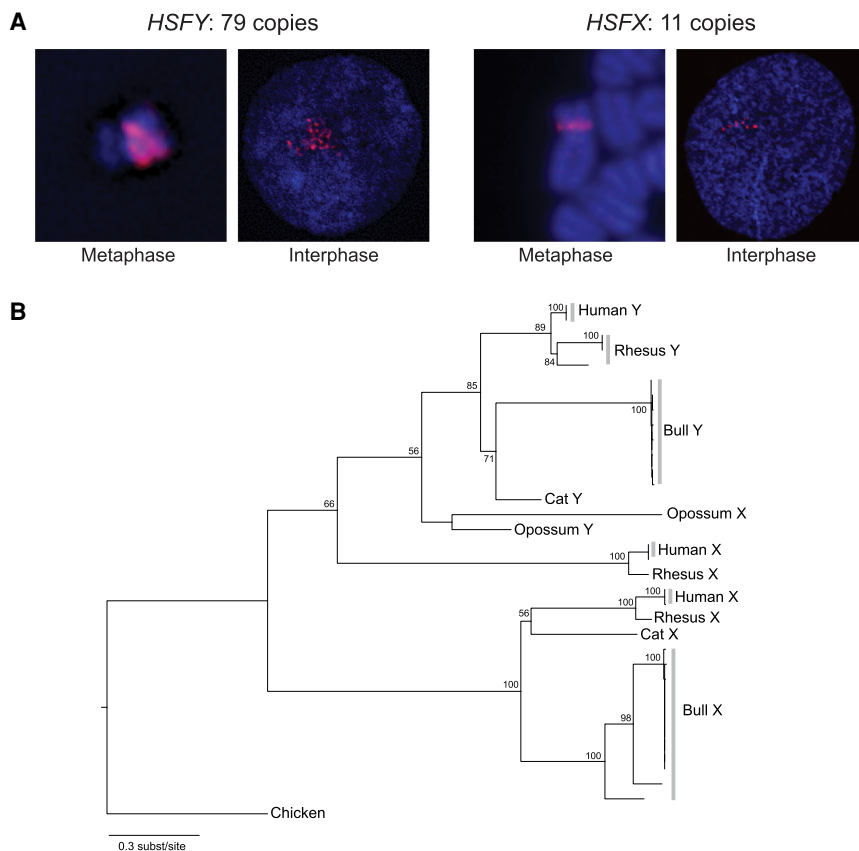 A
HSFY: 79 copies
HSFX: 11 copies
Metaphase
Interphase
Metaphase
Interphase
B
100
Human Y
89
100
Rhesus Y
84
85
100
Bull Y
71
56
Cat Y
66
Opossum X
Opossum Y
100
Human X
Rhesus X
100
Human X
100
56
Rhesus X
Cat X
100
100
Bull X
98
100
Chicken
0.3 subst/site